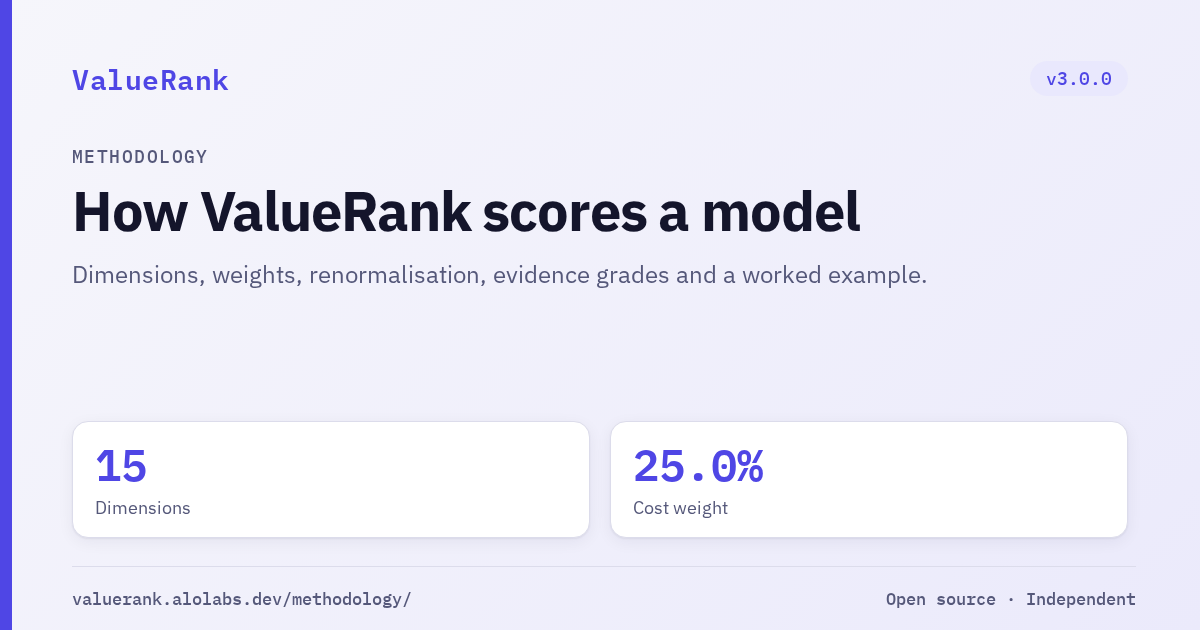 ValueRank
v3.0.0
METHODOLOGY
How ValueRank scores a model
Dimensions, weights, renormalisation, evidence grades and a worked example.
15
Dimensions
25.0%
Cost weight
valuerank.alolabs.dev/methodology/
Open source · Independent